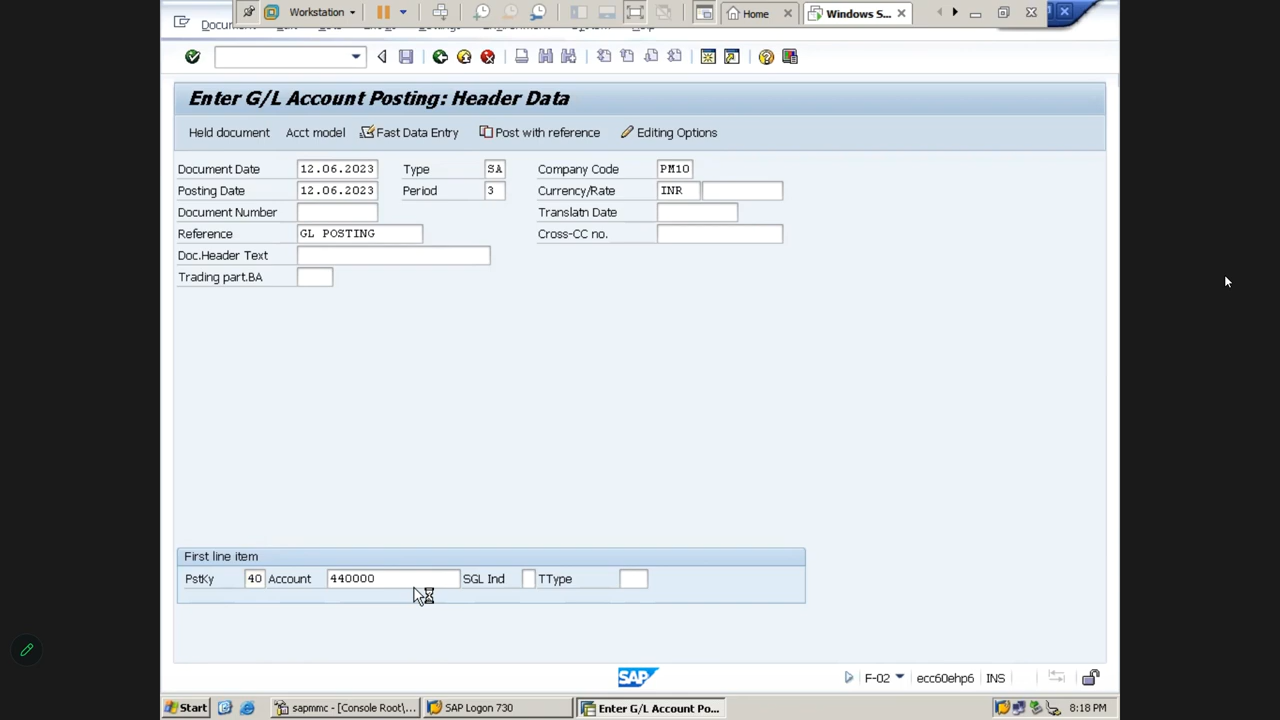 Workstation
Home
Windows S...
Document
Enter G/L Account Posting: Header Data
Held document Acct model Fast Data Entry Post with reference Editing Options
Document Date 12.06.2023 Type SA Company Code PM10
Posting Date 12.06.2023 Period 3 Currency/Rate INR
Document Number Translatn Date
Reference GL POSTING Cross-CC no.
Doc.Header Text
Trading part.BA
First line item
PstKy 40 Account 440000 SGL Ind TType
SAP F-02 ecc60ehp6 INS
Start sapmmc - [Console Root\... SAP Logon 730 Enter G/L Account Po... 8:18 PM